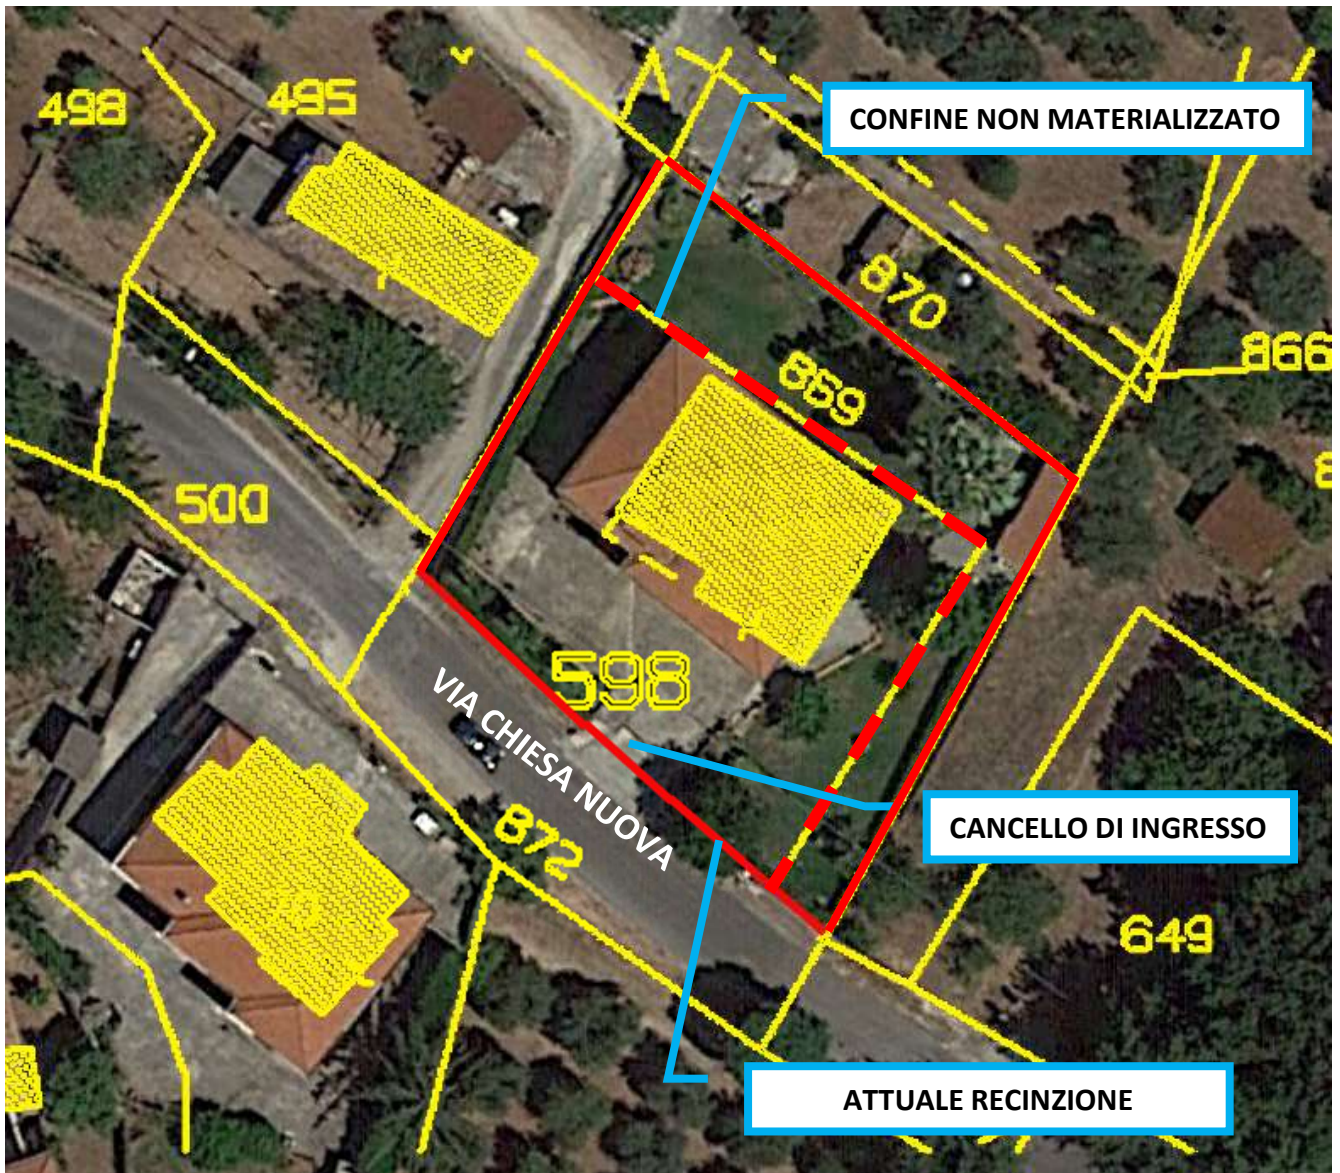 498
495
CONFINE NON MATERIALIZZATO
870
866
869
500
598
VIA CHIESA NUOVA
872
CANCELLO DI INGRESSO
649
ATTUALE RECINZIONE